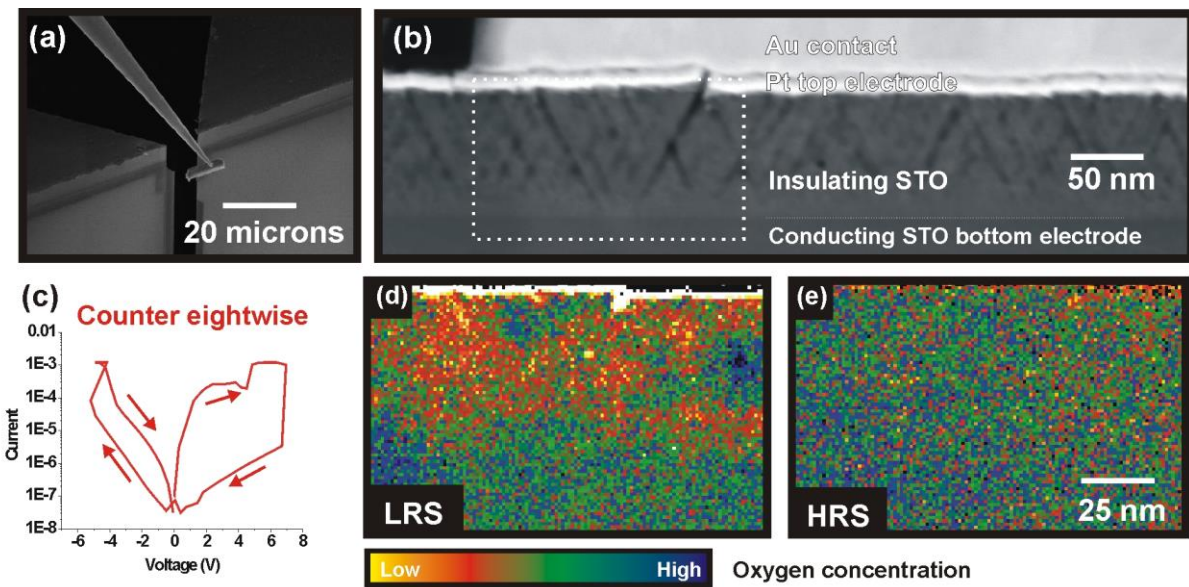 (a)
20 microns
(b)
Au contact
Pt top electrode
Insulating STO
50 nm
Conducting STO bottom electrode
(c)
Counter eightwise
0.01
1E-3
1E-4
1E-5
1E-6
1E-7
1E-8
Current
-6 -4 -2 0 2 4 6 8
Voltage (V)
(d)
LRS
(e)
HRS
25 nm
Low High Oxygen concentration